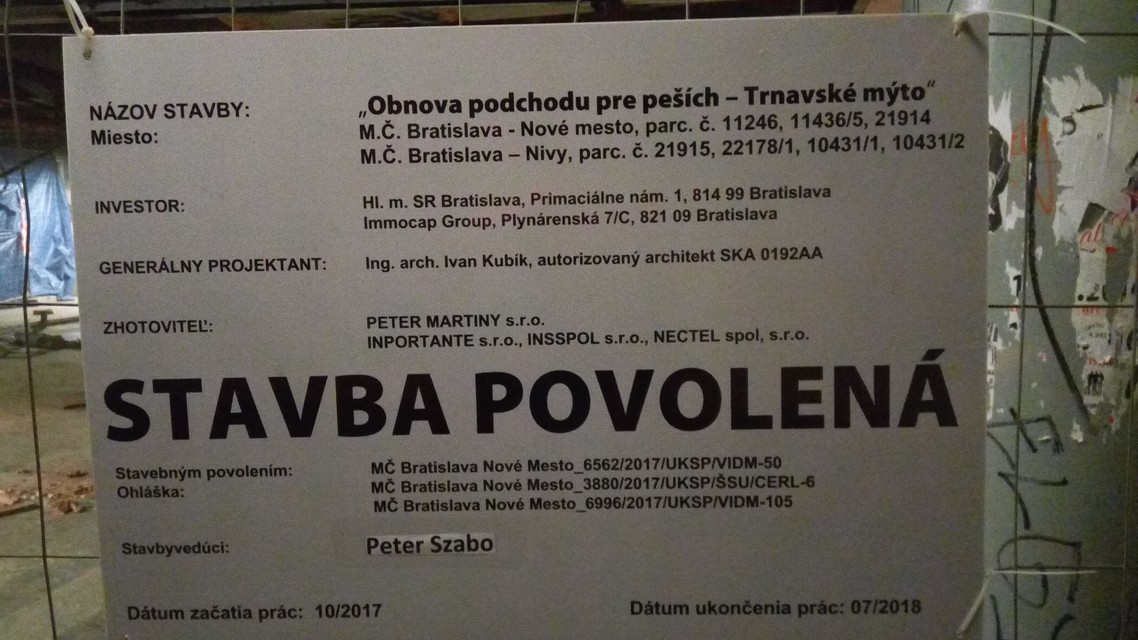 NÁZOV STAVBY: „Obnova podchodu pre peších – Trnavské mýto“
Miesto: M.Č. Bratislava - Nové mesto, parc. č. 11246, 11436/5, 21914
M.Č. Bratislava – Nivy, parc. č. 21915, 22178/1, 10431/1, 10431/2
INVESTOR: Hl. m. SR Bratislava, Primaciálne nám. 1, 814 99 Bratislava
Immocap Group, Plynárenská 7/C, 821 09 Bratislava
GENERÁLNY PROJEKTANT: Ing. arch. Ivan Kubík, autorizovaný architekt SKA 0192AA
ZHOTOVITEĽ: PETER MARTINY s.r.o.
INPORTANTE s.r.o., INSSPOL s.r.o., NECTEL spol, s.r.o.
STAVBA POVOLENÁ
Stavebným povolením: MČ Bratislava Nové Mesto_6562/2017/UKSP/VIDM-50
Ohláška: MČ Bratislava Nové Mesto_3880/2017/UKSP/ŠSU/CERL-6
MČ Bratislava Nové Mesto_6996/2017/UKSP/VIDM-105
Stavbyvedúci: Peter Szabo
Dátum začatia prác: 10/2017 Dátum ukončenia prác: 07/2018